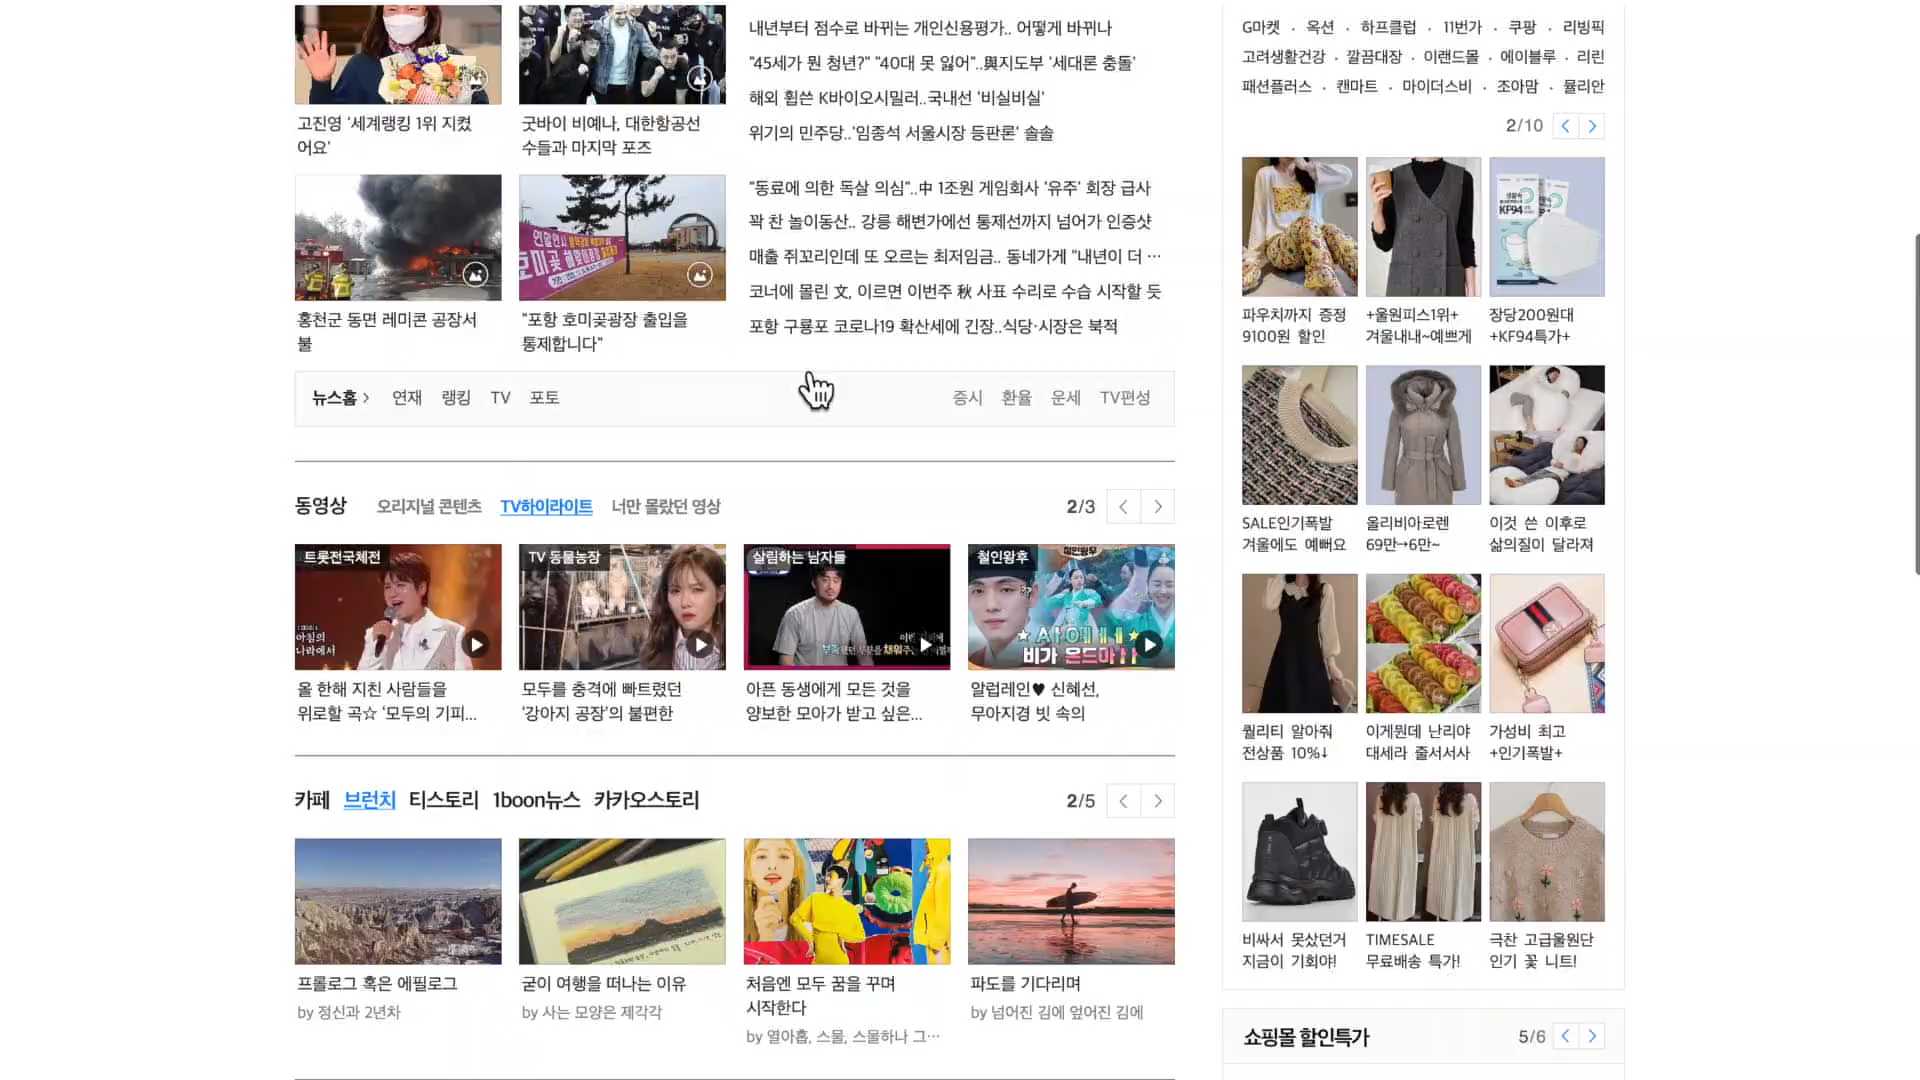 고진영 '세계랭킹 1위 지켰
어요'
굿바이 비예나, 대한항공선
수들과 마지막 포즈
홍천군 동면 레미콘 공장서
불
"포항 호미곶광장 출입을
통제합니다"
내년부터 점수로 바뀌는 개인신용평가.. 어떻게 바뀌나
"45세가 뭔 청년?" "40대 못 잃어"..與지도부 '세대론 충돌'
해외 휩쓴 K바이오시밀러..국내선 '비실비실'
위기의 민주당..'임종석 서울시장 등판론' 솔솔
"동료에 의한 독살 의심"..中 1조원 게임회사 '유주' 회장 급사
꽉 찬 놀이동산.. 강릉 해변가에선 통제선까지 넘어가 인증샷
매출 쥐꼬리인데 또 오르는 최저임금.. 동네가게 "내년이 더 …
코너에 몰린 文, 이르면 이번주 秋 사표 수리로 수습 시작할 듯
포항 구룡포 코로나19 확산세에 긴장..식당·시장은 북적
뉴스홈 > 연재 랭킹 TV 포토
증시 환율 운세 TV편성
동영상 오리지널 콘텐츠 TV하이라이트 너만 몰랐던 영상
2/3
트롯전국체전
아침의
나라에서
올 한해 지친 사람들을
위로할 곡☆ '모두의 기피...
TV 동물농장
모두를 충격에 빠트렸던
'강아지 공장'의 불편한
살림하는 남자들
아픈 동생에게 모든 것을
양보한 모아가 받고 싶은...
철인왕후
비가 온드아
알럽레인♥ 신혜선,
무아지경 빗 속의
카페 브런치 티스토리 1boon뉴스 카카오스토리
2/5
프롤로그 혹은 에필로그
by 정신과 2년차
굳이 여행을 떠나는 이유
by 사는 모양은 제각각
처음엔 모두 꿈을 꾸며
시작한다
by 열아홉, 스물, 스물하나 그…
파도를 기다리며
by 넘어진 김에 엎어진 김에
G마켓 · 옥션 · 하프클럽 · 11번가 · 쿠팡 · 리빙픽
고려생활건강 · 깔끔대장 · 이랜드몰 · 에이블루 · 리린
패션플러스 · 캔마트 · 마이더스비 · 조아맘 · 뮬리안
2/10
KF94
파우치까지 증정
9100원 할인
+울원피스1위+
겨울내내~예쁘게
장당200원대
+KF94특가+
SALE인기폭발
겨울에도 예뻐요
올리비아로렌
69만→6만~
이것 쓴 이후로
삶의질이 달라져
퀄리티 알아줘
전상품 10%↓
이게뭔데 난리야
대세라 줄서서사
가성비 최고
+인기폭발+
비싸서 못샀던거
지금이 기회야!
TIMESALE
무료배송 특가!
극찬 고급울원단
인기 꽃 니트!
쇼핑몰 할인특가
5/6